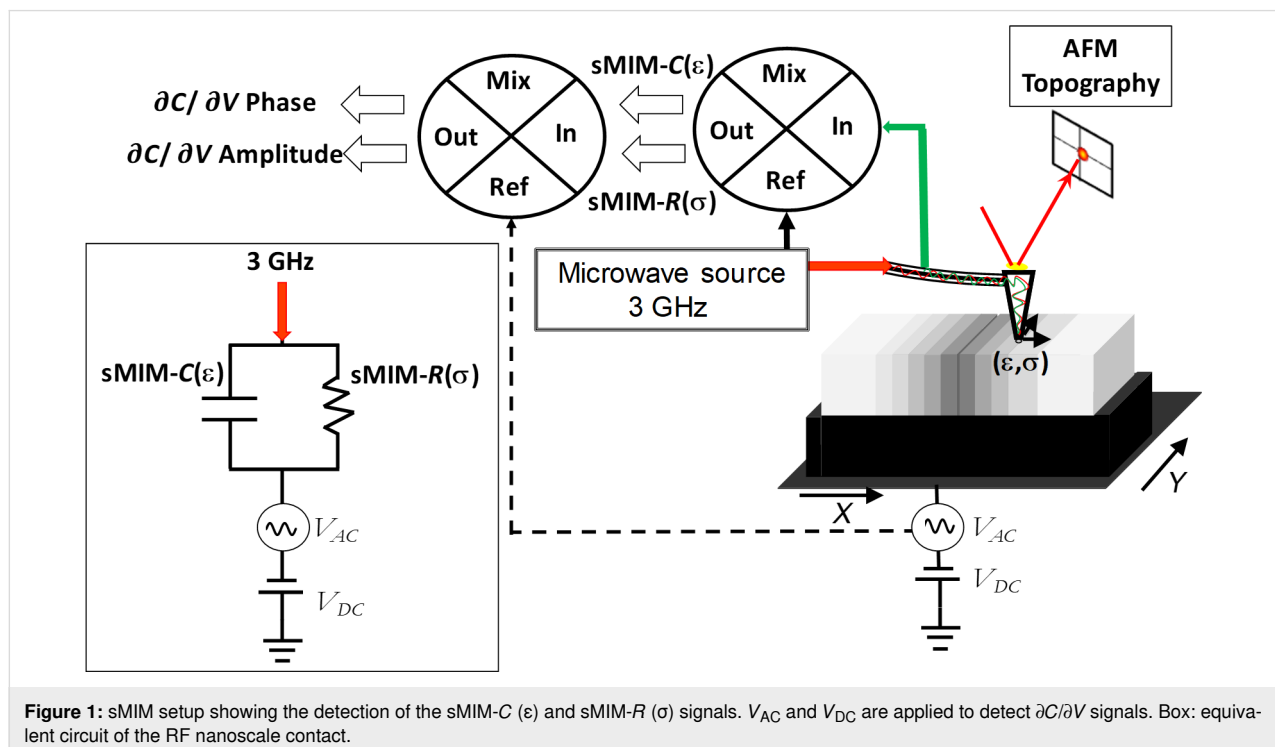 AFM
Topography
sMIM-C(ε)
Mix
Mix
∂C/ ∂V Phase
Out
In
Out
In
∂C/ ∂V Amplitude
Ref
Ref
sMIM-R(σ)
3 GHz
Microwave source
3 GHz
(ε,σ)
sMIM-C(ε)
sMIM-R(σ)
X
Y
V_AC
V_AC
V_DC
V_DC
Figure 1: sMIM setup showing the detection of the sMIM-C (ε) and sMIM-R (σ) signals. V_AC and V_DC are applied to detect ∂C/∂V signals. Box: equiva-
lent circuit of the RF nanoscale contact.